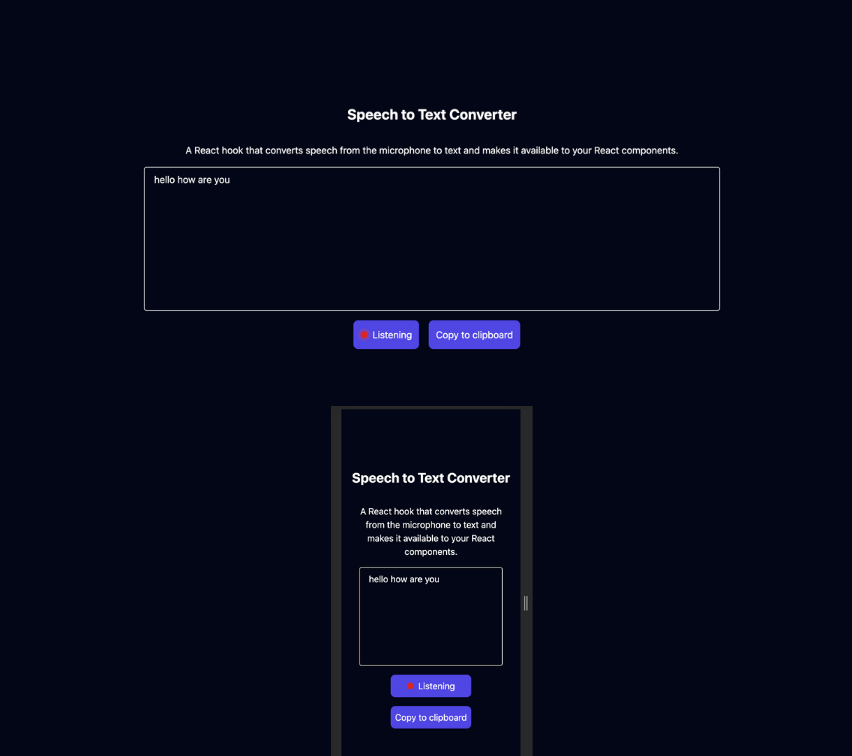 Speech to Text Converter
A React hook that converts speech from the microphone to text and makes it available to your React components.
hello how are you
Listening
Copy to clipboard
Speech to Text Converter
A React hook that converts speech
from the microphone to text and
makes it available to your React
components.
hello how are you
Listening
Copy to clipboard